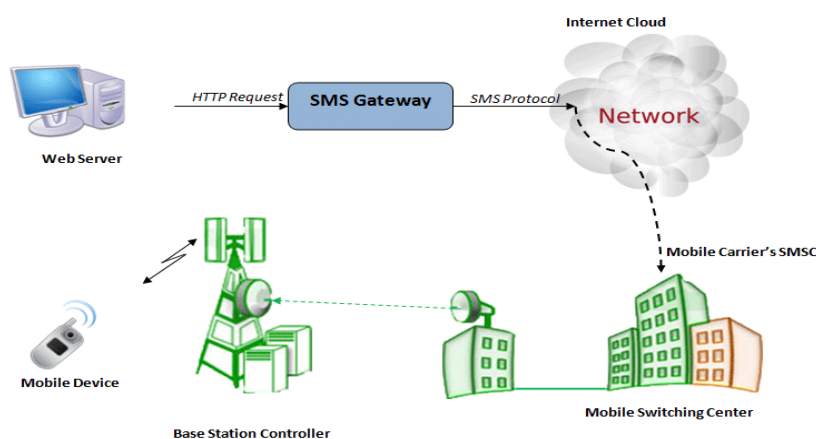 Internet Cloud
HTTP Request
SMS Gateway
SMS Protocol
Network
Web Server
Mobile Carrier's SMSC
Mobile Device
Mobile Switching Center
Base Station Controller